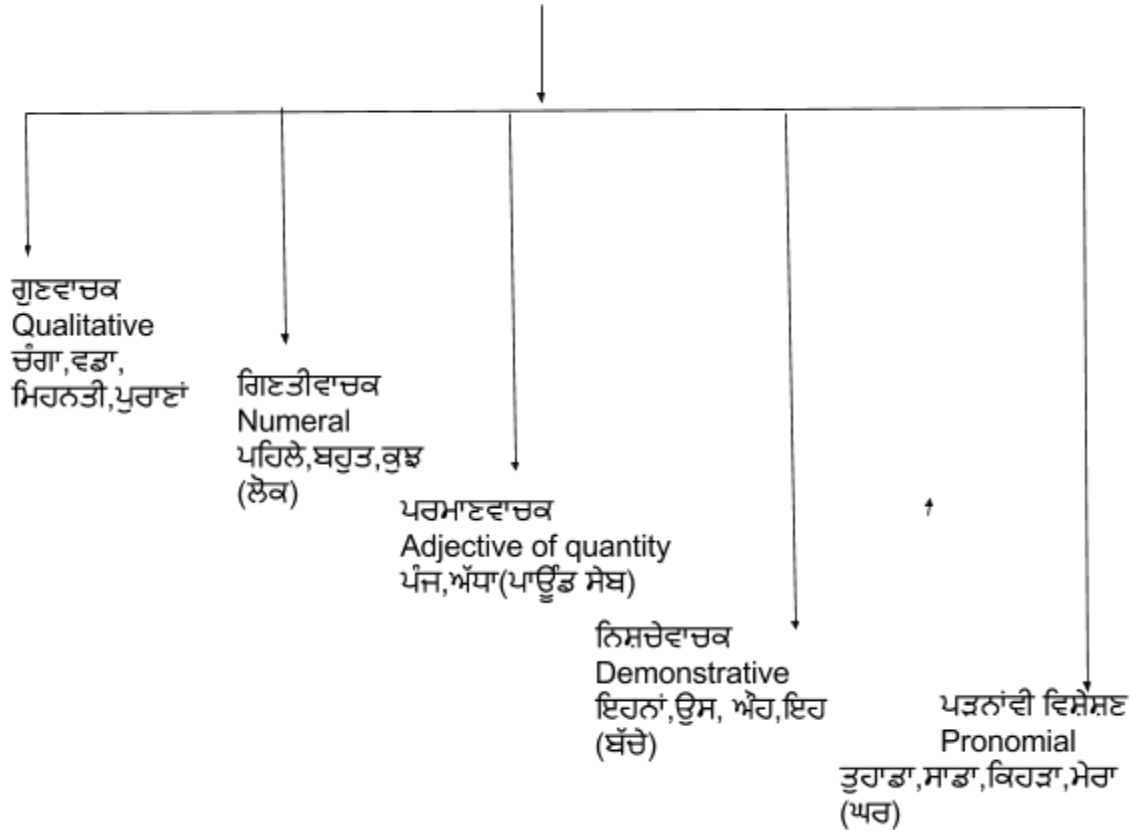 ਗੁਣਵਾਚਕ
Qualitative
ਚੰਗਾ,ਵਡਾ,
ਮਿਹਨਤੀ,ਪੁਰਾਣਾਂ
ਗਿਣਤੀਵਾਚਕ
Numeral
ਪਹਿਲੇ,ਬਹੁਤ,ਕੁਝ
(ਲੋਕ)
ਪਰਮਾਣਵਾਚਕ
Adjective of quantity
ਪੰਜ,ਅੱਧਾ(ਪਾਊਂਡ ਸੇਬ)
ਨਿਸ਼ਚੇਵਾਚਕ
Demonstrative
ਇਹਨਾਂ,ਉਸ, ਔਹ,ਇਹ
(ਬੱਚੇ)
ਪੜਨਾਂਵੀ ਵਿਸ਼ੇਸ਼ਣ
Pronomial
ਤੁਹਾਡਾ,ਸਾਡਾ,ਕਿਹੜਾ,ਮੇਰਾ
(ਘਰ)